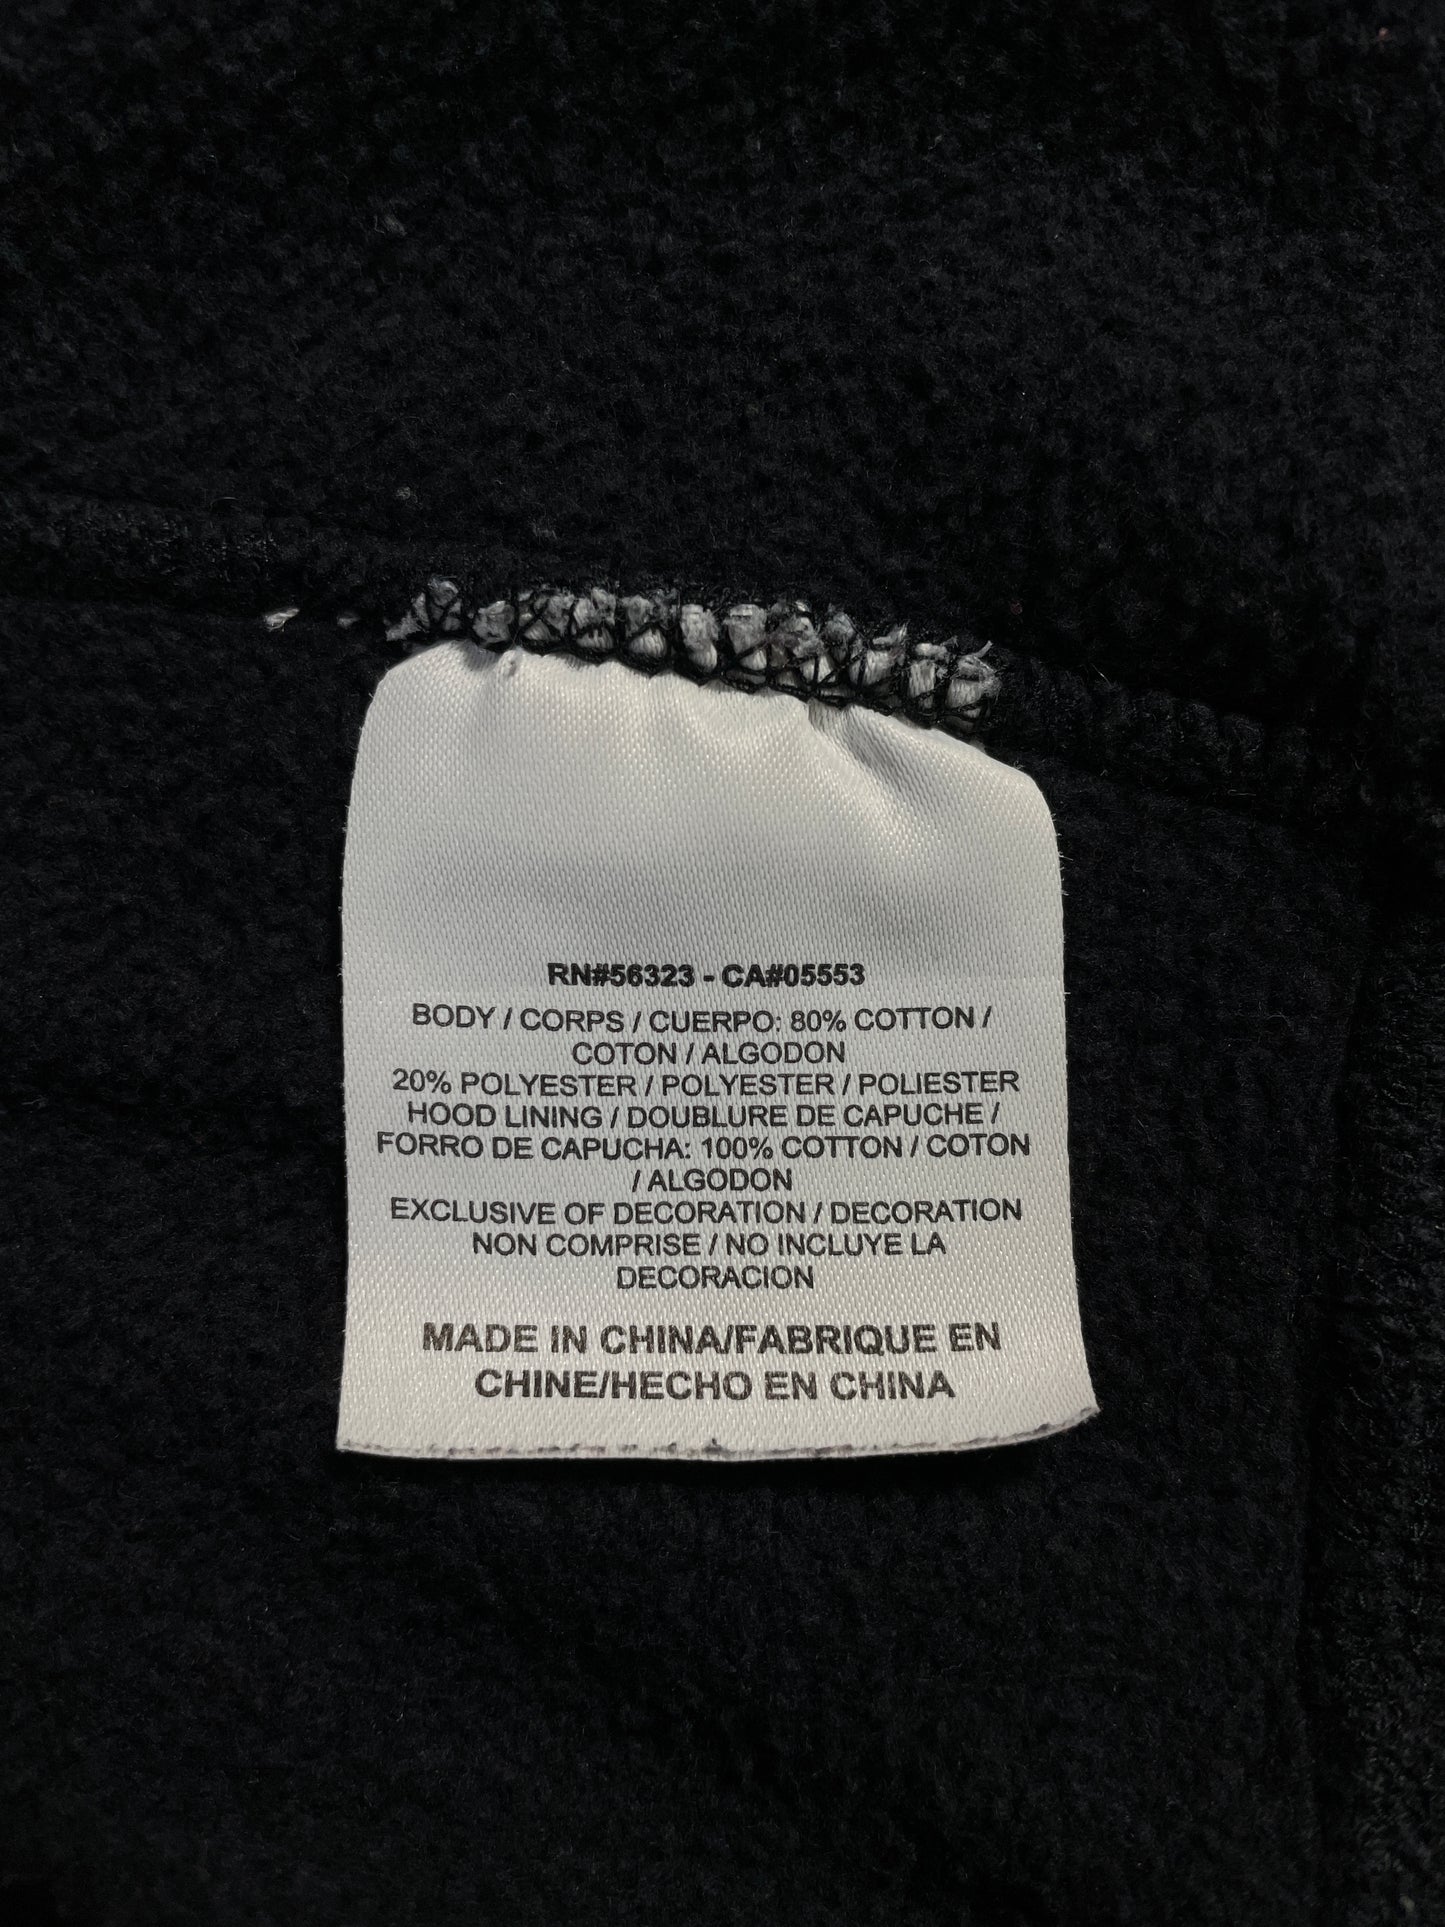 RN#56323 - CA#05553
BODY / CORPS / CUERPO: 80% COTTON /
COTON / ALGODON
20% POLYESTER / POLYESTER / POLIESTER
HOOD LINING / DOUBLURE DE CAPUCHE /
FORRO DE CAPUCHA: 100% COTTON / COTON
/ ALGODON
EXCLUSIVE OF DECORATION / DECORATION
NON COMPRISE / NO INCLUYE LA
DECORACION
MADE IN CHINA/FABRIQUE EN
CHINE/HECHO EN CHINA